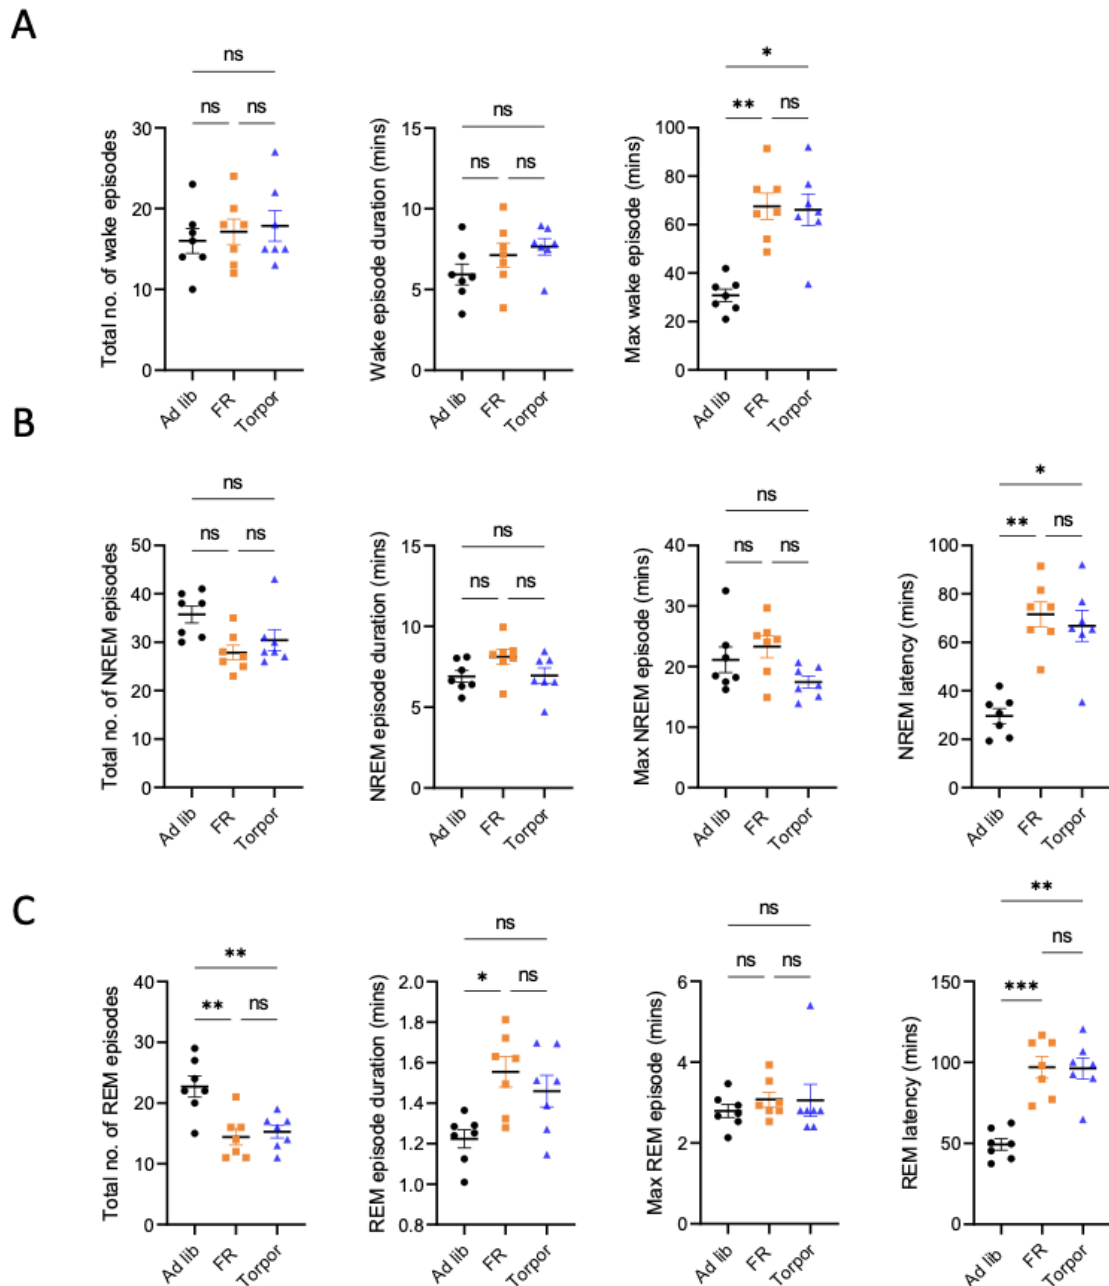 A
ns
ns ns
Total no. of wake episodes
30
20
10
0
Ad lib
FR
Torpor
ns
ns ns
Wake episode duration (mins)
15
10
5
0
Ad lib
FR
Torpor
*
** ns
Max wake episode (mins)
100
80
60
40
20
0
Ad lib
FR
Torpor
B
ns
ns ns
Total no. of NREM episodes
50
40
30
20
10
0
Ad lib
FR
Torpor
ns
ns ns
NREM episode duration (mins)
15
10
5
0
Ad lib
FR
Torpor
ns
ns ns
Max NREM episode (mins)
40
30
20
10
0
Ad lib
FR
Torpor
*
** ns
NREM latency (mins)
100
80
60
40
20
0
Ad lib
FR
Torpor
C
**
** ns
Total no. of REM episodes
40
30
20
10
0
Ad lib
FR
Torpor
ns
* ns
REM episode duration (mins)
2.0
1.8
1.6
1.4
1.2
1.0
0.8
Ad lib
FR
Torpor
ns
ns ns
Max REM episode (mins)
6
4
2
0
Ad lib
FR
Torpor
**
ns
***
REM latency (mins)
150
100
50
0
Ad lib
FR
Torpor